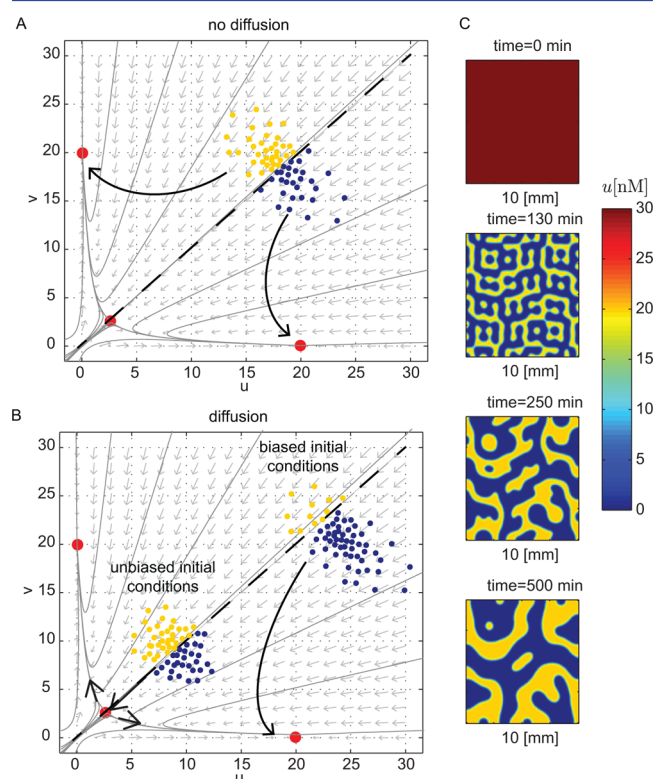 A
no diffusion
30
25
20
15
10
5
0
v
0 5 10 15 20 25 30
u
B
diffusion
biased initial
conditions
unbiased initial
conditions
30
25
20
15
10
5
0
v
0 5 10 15 20 25 30
u
C
time=0 min
10 [mm]
time=130 min
10 [mm]
time=250 min
10 [mm]
time=500 min
10 [mm]
u[nM]
30
25
20
15
10
5
0